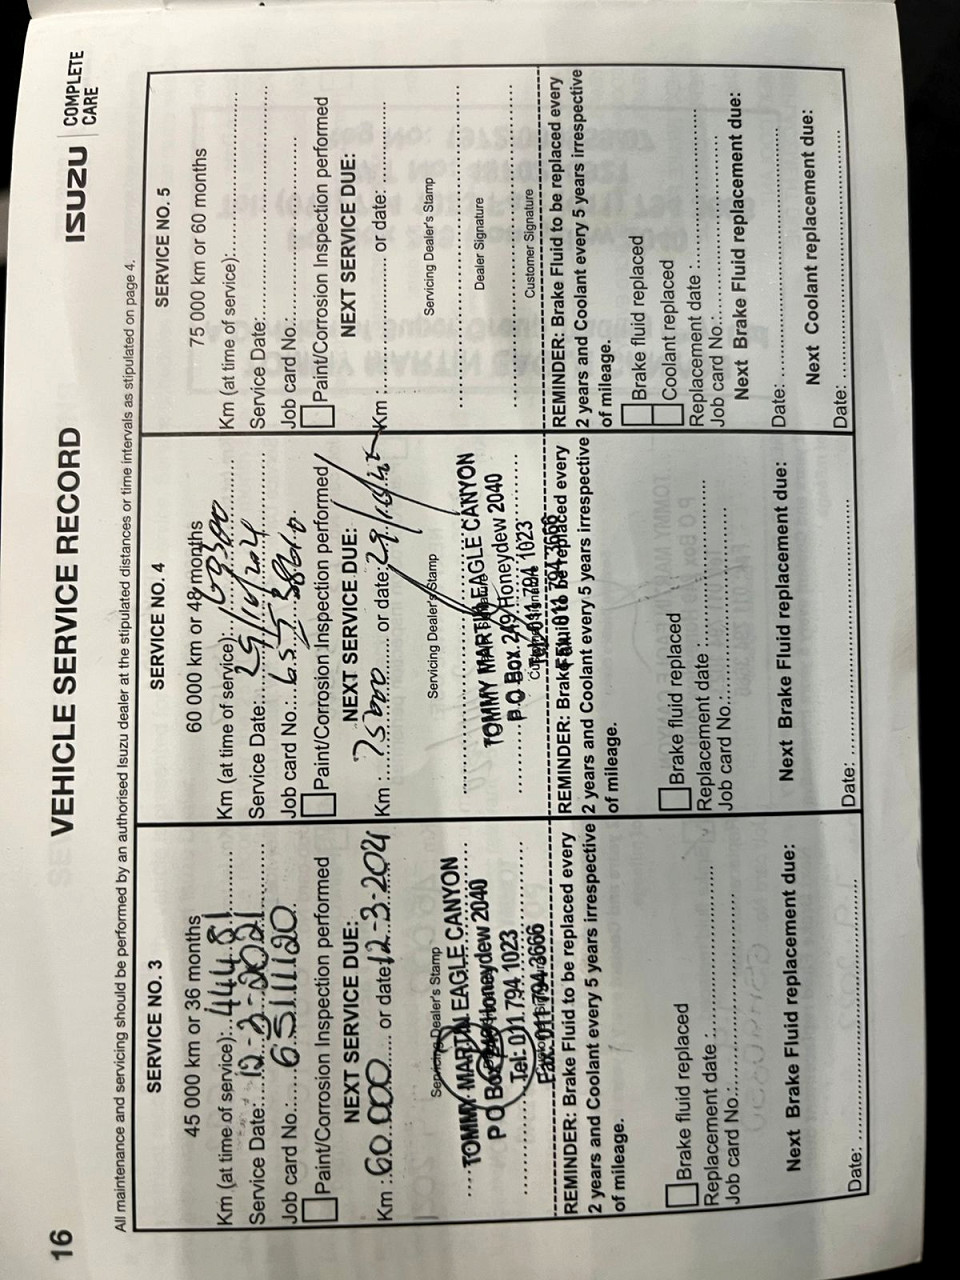 16
VEHICLE SERVICE RECORD
ISUZU
COMPLETE
CARE
All maintenance and servicing should be performed by an authorised Isuzu dealer at the stipulated distances or time intervals as stipulated on page 4.
SERVICE NO. 3
45 000 km or 36 months
Km (at time of service):
Service Date: 12-3-2021
Job card No.: 65111120
Paint/Corrosion Inspection performed
NEXT SERVICE DUE:
Km : 60.000 or date:
Servicing Dealer's Stamp
TOMMY MARTIN EAGLE CANYON
P O Box 249 Honeydew 2040
Tel: 011 794 1023
Fax: 011 794 3666
REMINDER: Brake Fluid to be replaced every
2 years and Coolant every 5 years irrespective
of mileage.
Brake fluid replaced
Replacement date :
Job card No.:
Next Brake Fluid replacement due:
Date:
SERVICE NO. 4
60 000 km or 48 months
Km (at time of service):
Service Date:
Job card No.:
Paint/Corrosion Inspection performed
NEXT SERVICE DUE:
Km : 75000 or date:
Servicing Dealer's Stamp
TOMMY MARTIN EAGLE CANYON
P.O Box 249 Honeydew 2040
Tel: 011 794 1023
Fax: 011 794 3666
REMINDER: Brake Fluid to be replaced every
2 years and Coolant every 5 years irrespective
of mileage.
Brake fluid replaced
Replacement date :
Job card No.:
Next Brake Fluid replacement due:
Date:
SERVICE NO. 5
75 000 km or 60 months
Km (at time of service):
Service Date:
Job card No.:
Paint/Corrosion Inspection performed
NEXT SERVICE DUE:
Km : or date:
Servicing Dealer's Stamp
Dealer Signature
Customer Signature
REMINDER: Brake Fluid to be replaced every
2 years and Coolant every 5 years irrespective
of mileage.
Brake fluid replaced
Coolant replaced
Replacement date :
Job card No.:
Next Brake Fluid replacement due:
Date:
Next Coolant replacement due:
Date: